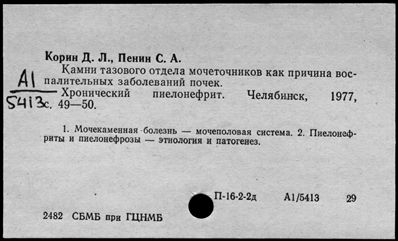 Корин Д. Л., Пенин С. А.
Камни тазового отдела мочеточников как причина вос-
палительных заболеваний почек.
А1
Хронический пиелонефрит. Челябинск, 1977,
5413 с. 49—50.
1. Мочекаменная болезнь — мочеполовая система. 2. Пиелонеф-
риты и пиелонефрозы — этнология и патогенез.
П-16-2-2д А1/5413 29
2482 СБМБ при ГЦНМБ